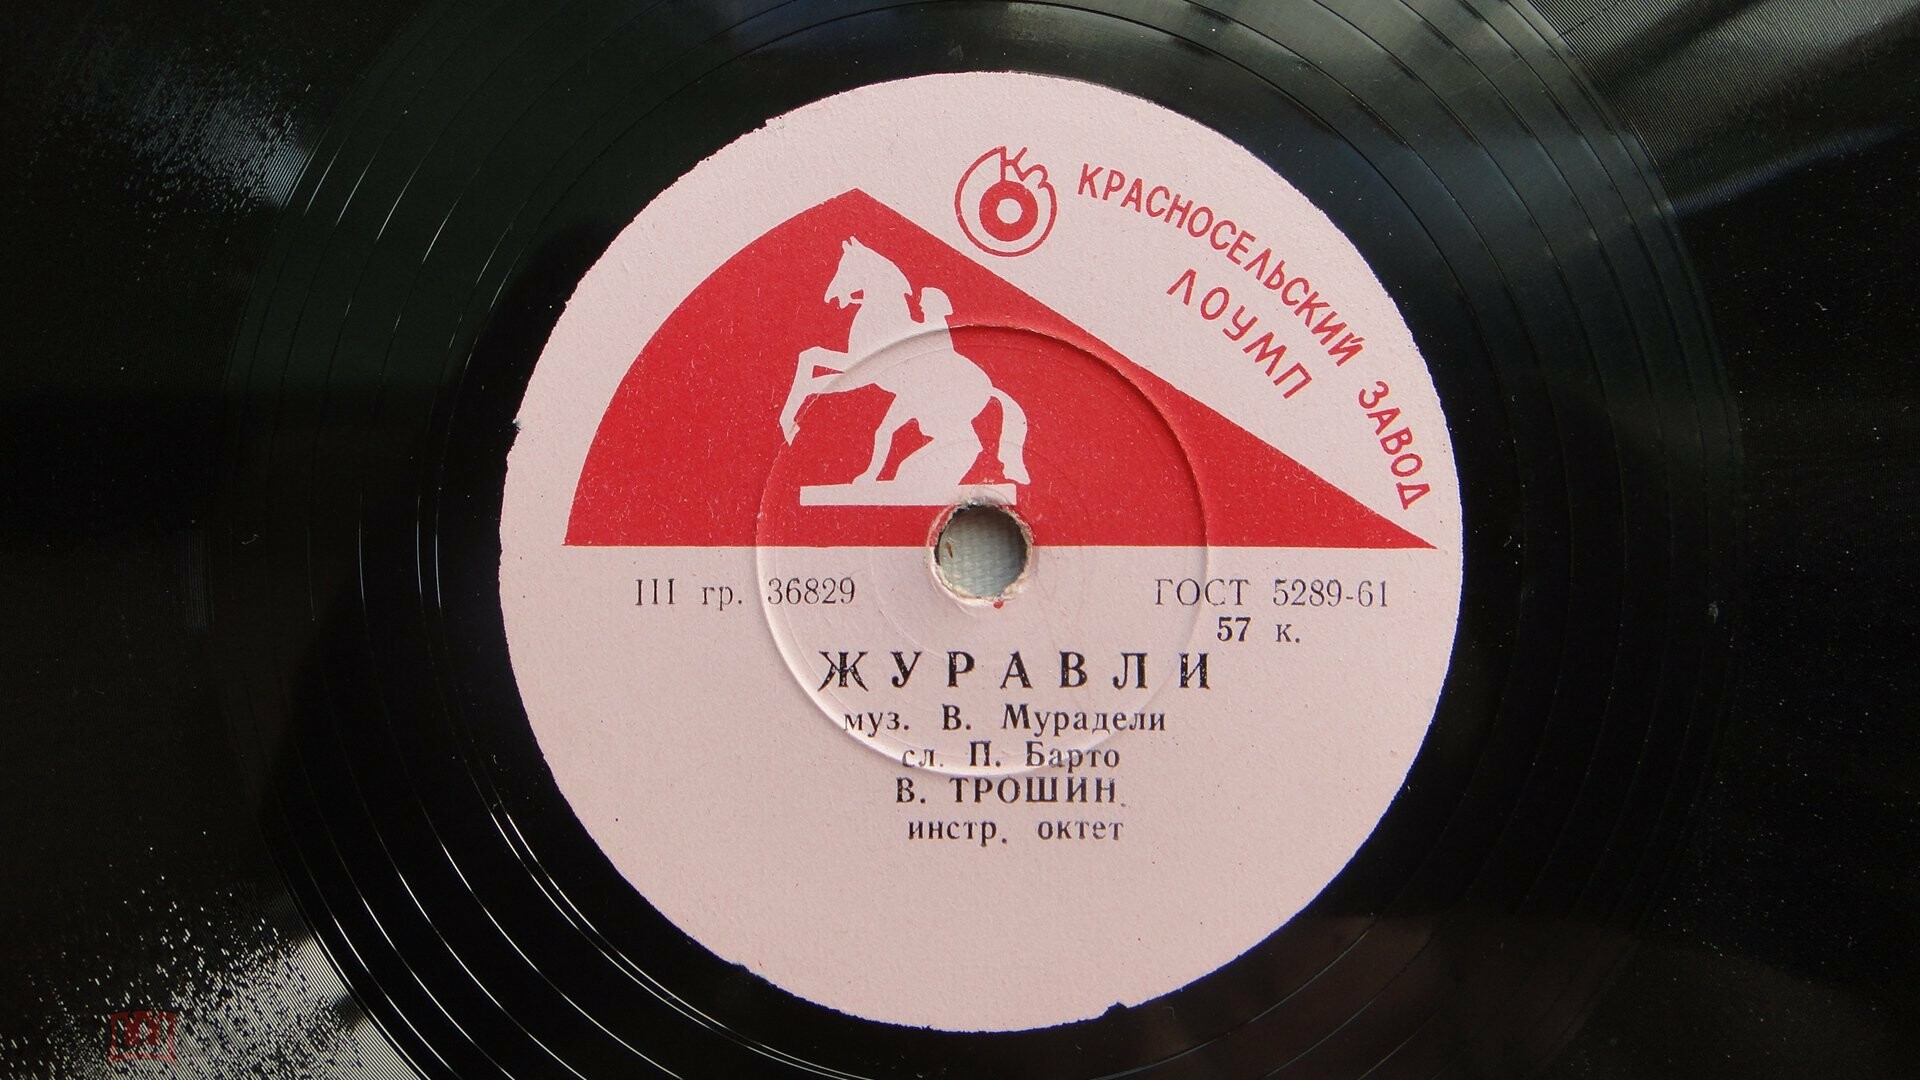 КРАСНОСЕЛЬСКИЙ ЗАВОД
ЛОУМП
III гр. 36829
ГОСТ 5289-61
57 к.
ЖУРАВЛИ
муз. В. Мурадели
сл. П. Барто
В. ТРОШИН
инстр. октет